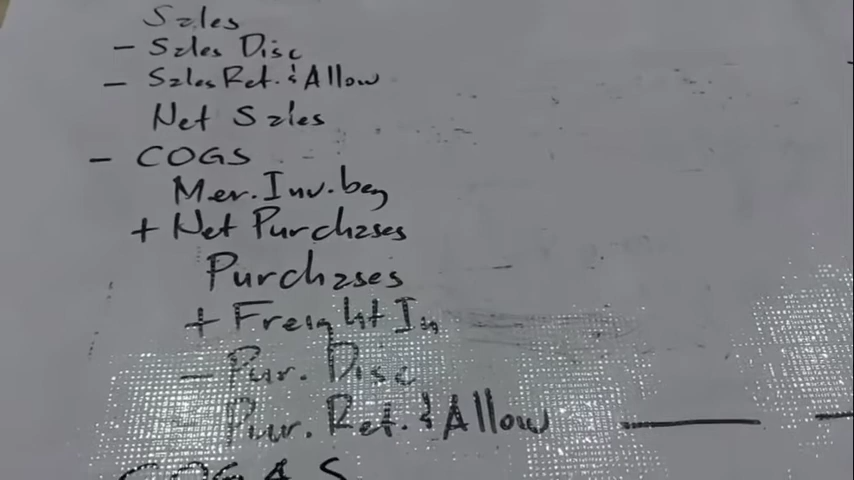 Sales
- Sales Disc
- Sales Ret. & Allow
Net Sales
- COGS
Mer. Inv. beg
+ Net Purchases
Purchases
+ Freight In
- Pur. Disc
- Pur. Ret. & Allow
COGAS